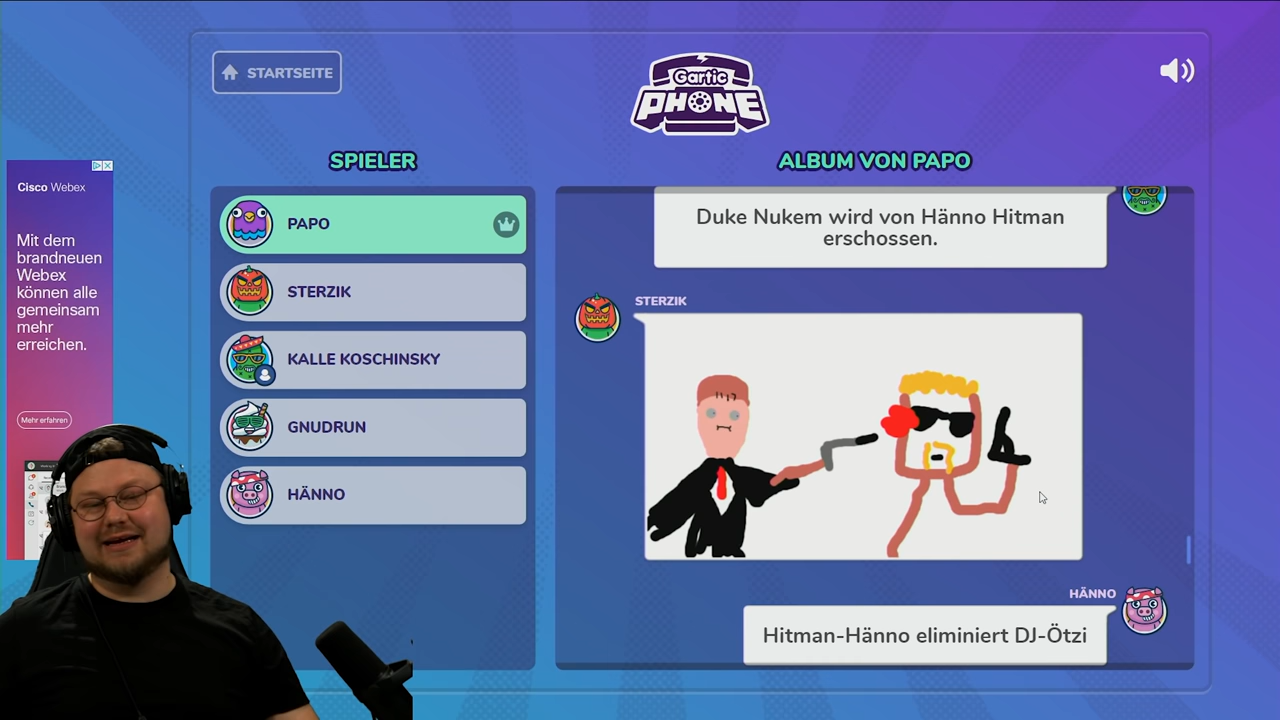 STARTSEITE
Gartic
PHONE
SPIELER
ALBUM VON PAPO
Cisco Webex
Mit dem
brandneuen
Webex
können alle
gemeinsam
mehr
erreichen.
Mehr erfahren
PAPO
STERZIK
KALLE KOSCHINSKY
GNUDRUN
HÄNNO
Duke Nukem wird von Hänno Hitman
erschossen.
STERZIK
HÄNNO
Hitman-Hänno eliminiert DJ-Ötzi